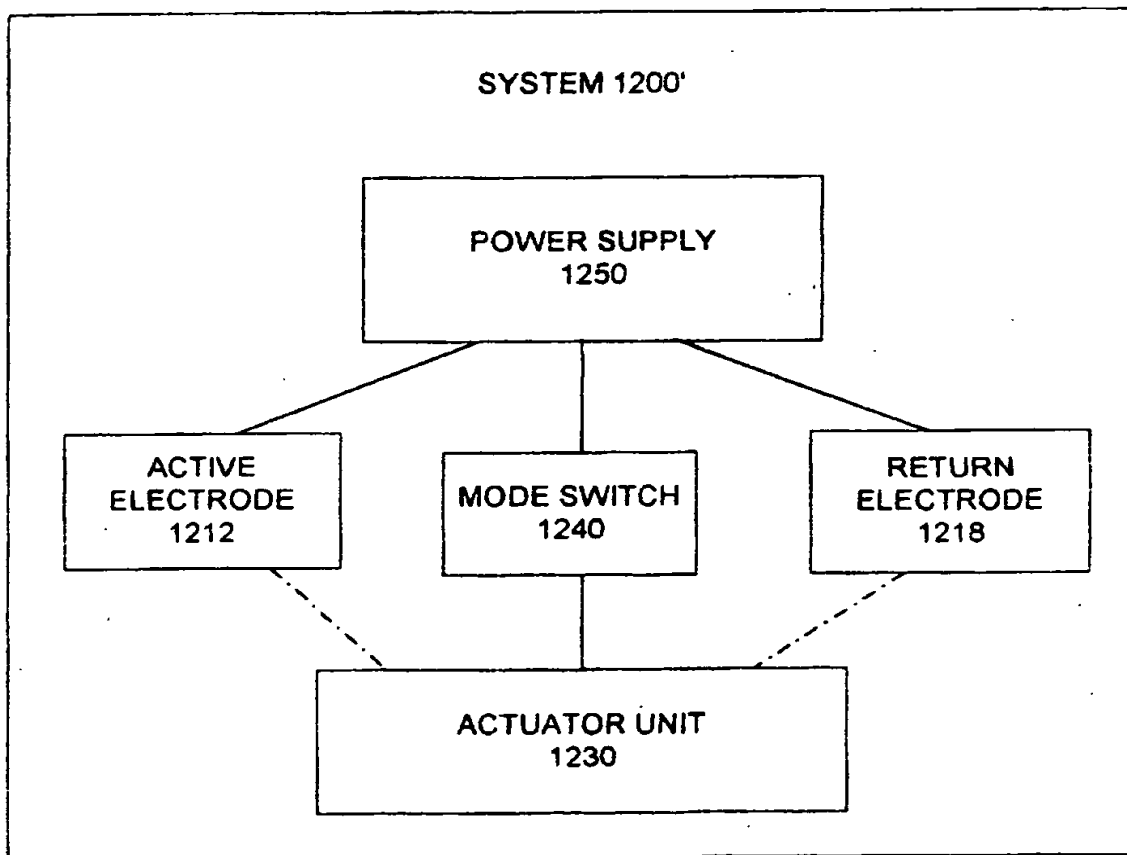 SYSTEM 1200'
POWER SUPPLY
1250
ACTIVE
ELECTRODE
1212
MODE SWITCH
1240
RETURN
ELECTRODE
1218
ACTUATOR UNIT
1230